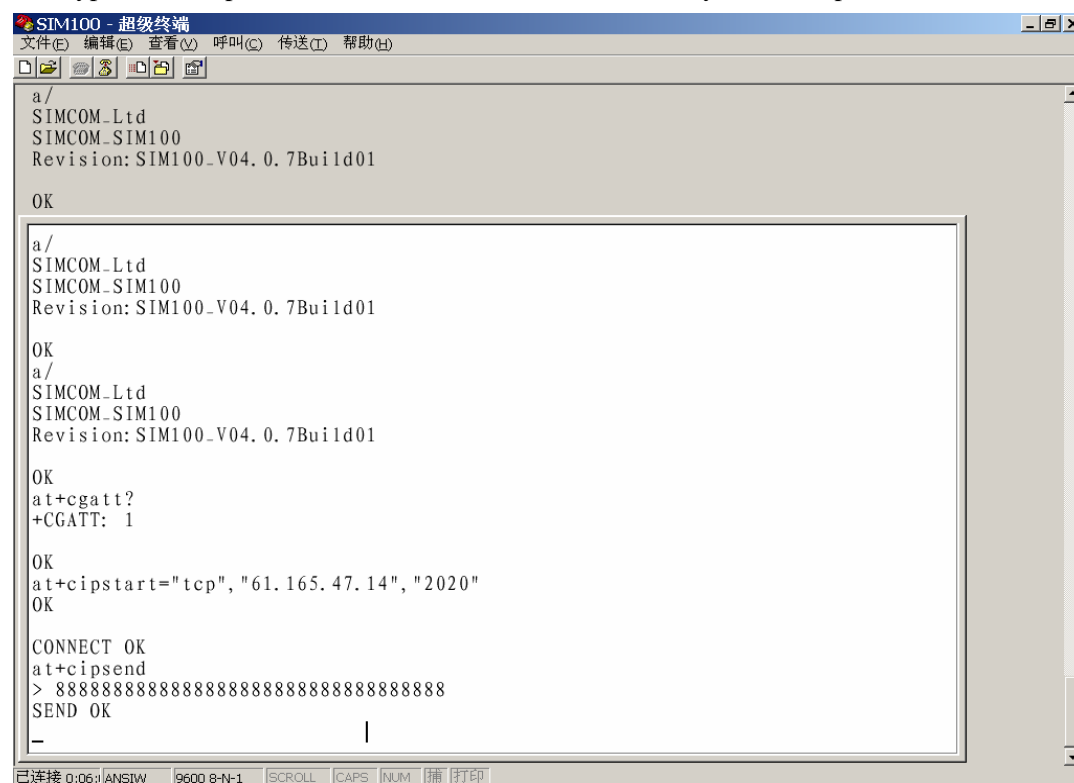 SIM100 - 超级终端
文件(F) 编辑(E) 查看(V) 呼叫(C) 传送(T) 帮助(H)
a/
SIMCOM_Ltd
SIMCOM_SIM100
Revision:SIM100_V04.0.7Build01
OK
a/
SIMCOM_Ltd
SIMCOM_SIM100
Revision:SIM100_V04.0.7Build01
OK
a/
SIMCOM_Ltd
SIMCOM_SIM100
Revision:SIM100_V04.0.7Build01
OK
at+cgatt?
+CGATT: 1
OK
at+cipstart="tcp","61.165.47.14","2020"
OK
CONNECT OK
at+cipsend
> 8888888888888888888888888888888888
SEND OK
已连接 0:06: ANSIW 9600 8-N-1 SCROLL CAPS NUM 捕 打印